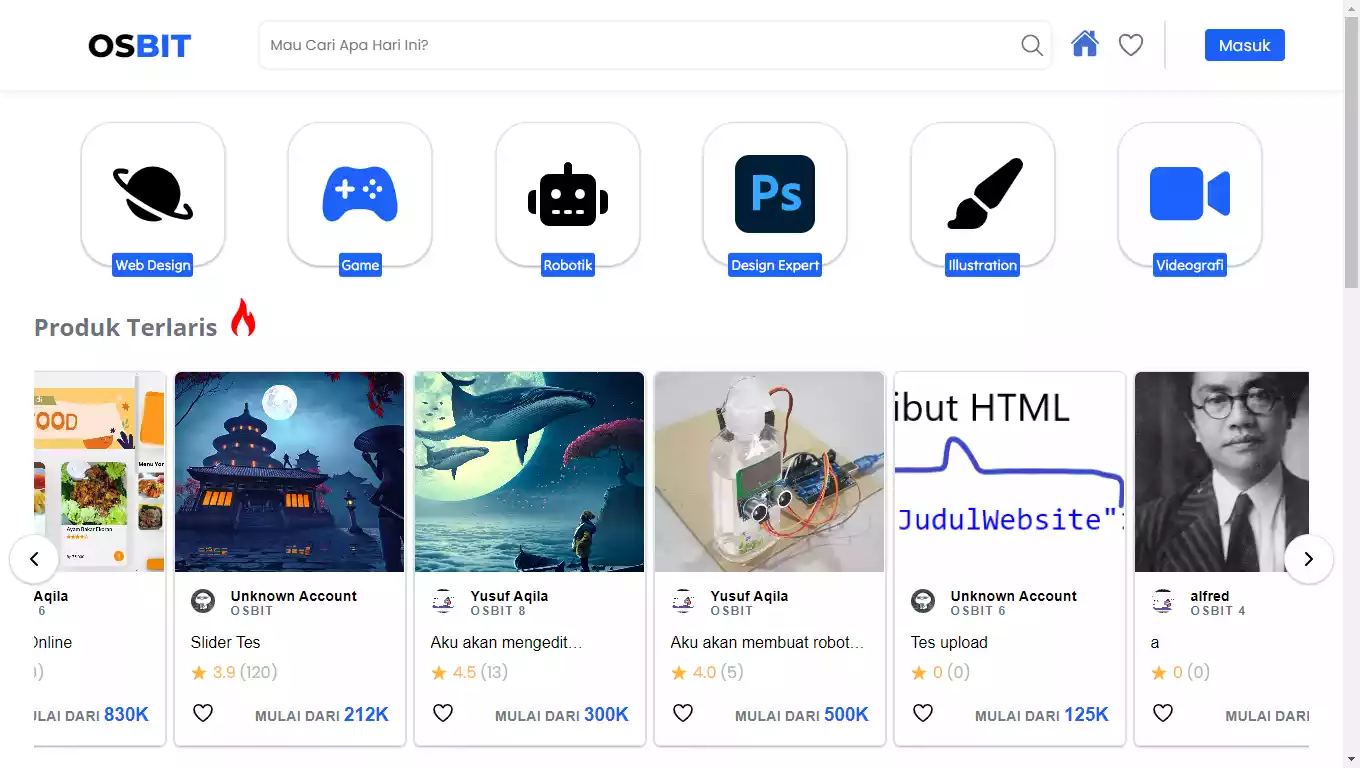 OSBIT
Mau Cari Apa Hari Ini?
Masuk
Ps
Web Design
Game
Robotik
Design Expert
Illustration
Videografi
Produk Terlaris
OOD
Menu
Ayam Bakar
ibut HTML
JudulWebsite"
Aqila
6
Online
)
ULAI DARI 830K
Unknown Account
OSBIT
Slider Tes
3.9 (120)
MULAI DARI 212K
Yusuf Aqila
OSBIT 8
Aku akan mengedit...
4.5 (13)
MULAI DARI 300K
Yusuf Aqila
OSBIT
Aku akan membuat robot...
4.0 (5)
MULAI DARI 500K
Unknown Account
OSBIT 6
Tes upload
0 (0)
MULAI DARI 125K
alfred
OSBIT 4
a
0 (0)
MULAI DARI